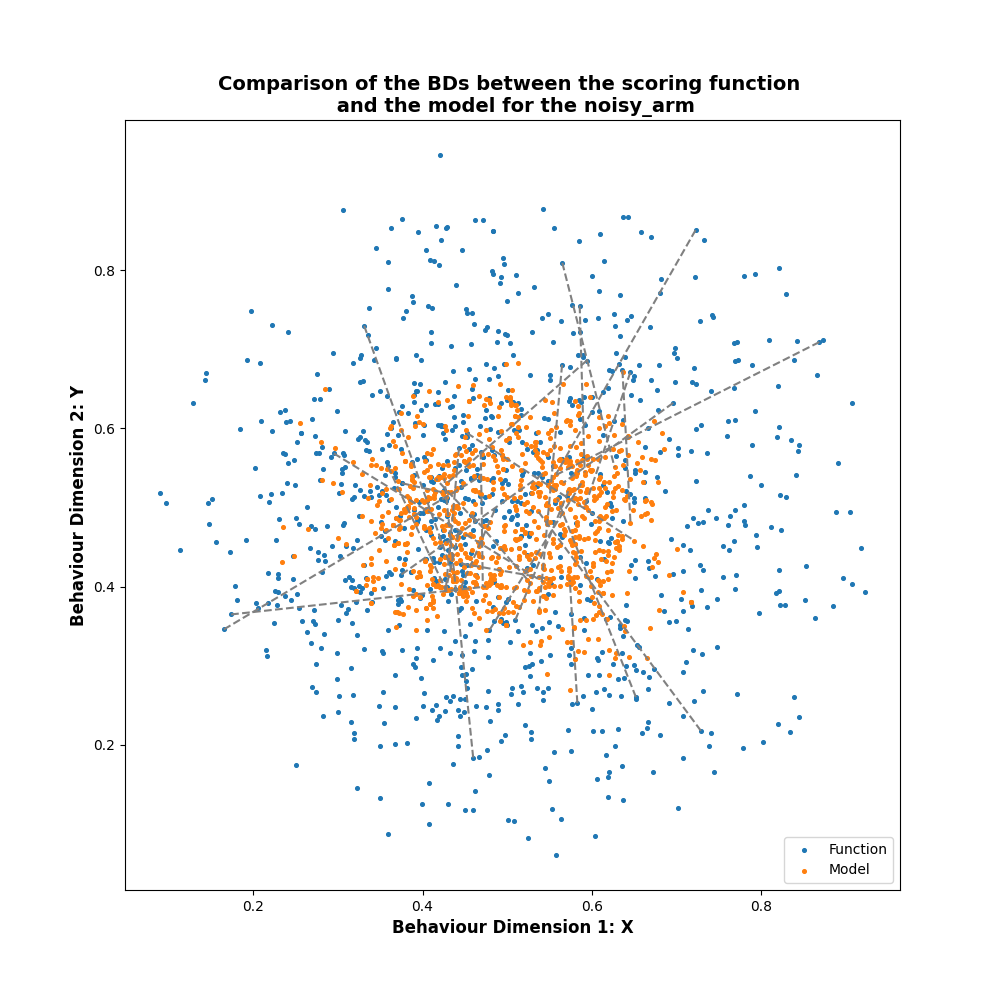 Comparison of the BDs between the scoring function
and the model for the noisy_arm
Behaviour Dimension 2: Y
0.8
0.6
0.4
0.2
0.2 0.4 0.6 0.8
Behaviour Dimension 1: X
Function
Model